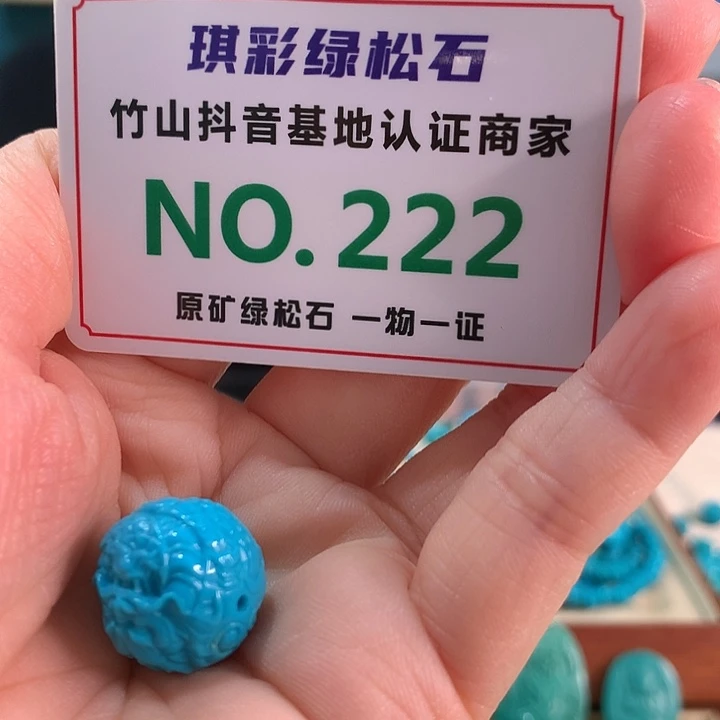 琪彩绿松石
竹山抖音基地认证商家
NO.222
原矿绿松石 一物一证